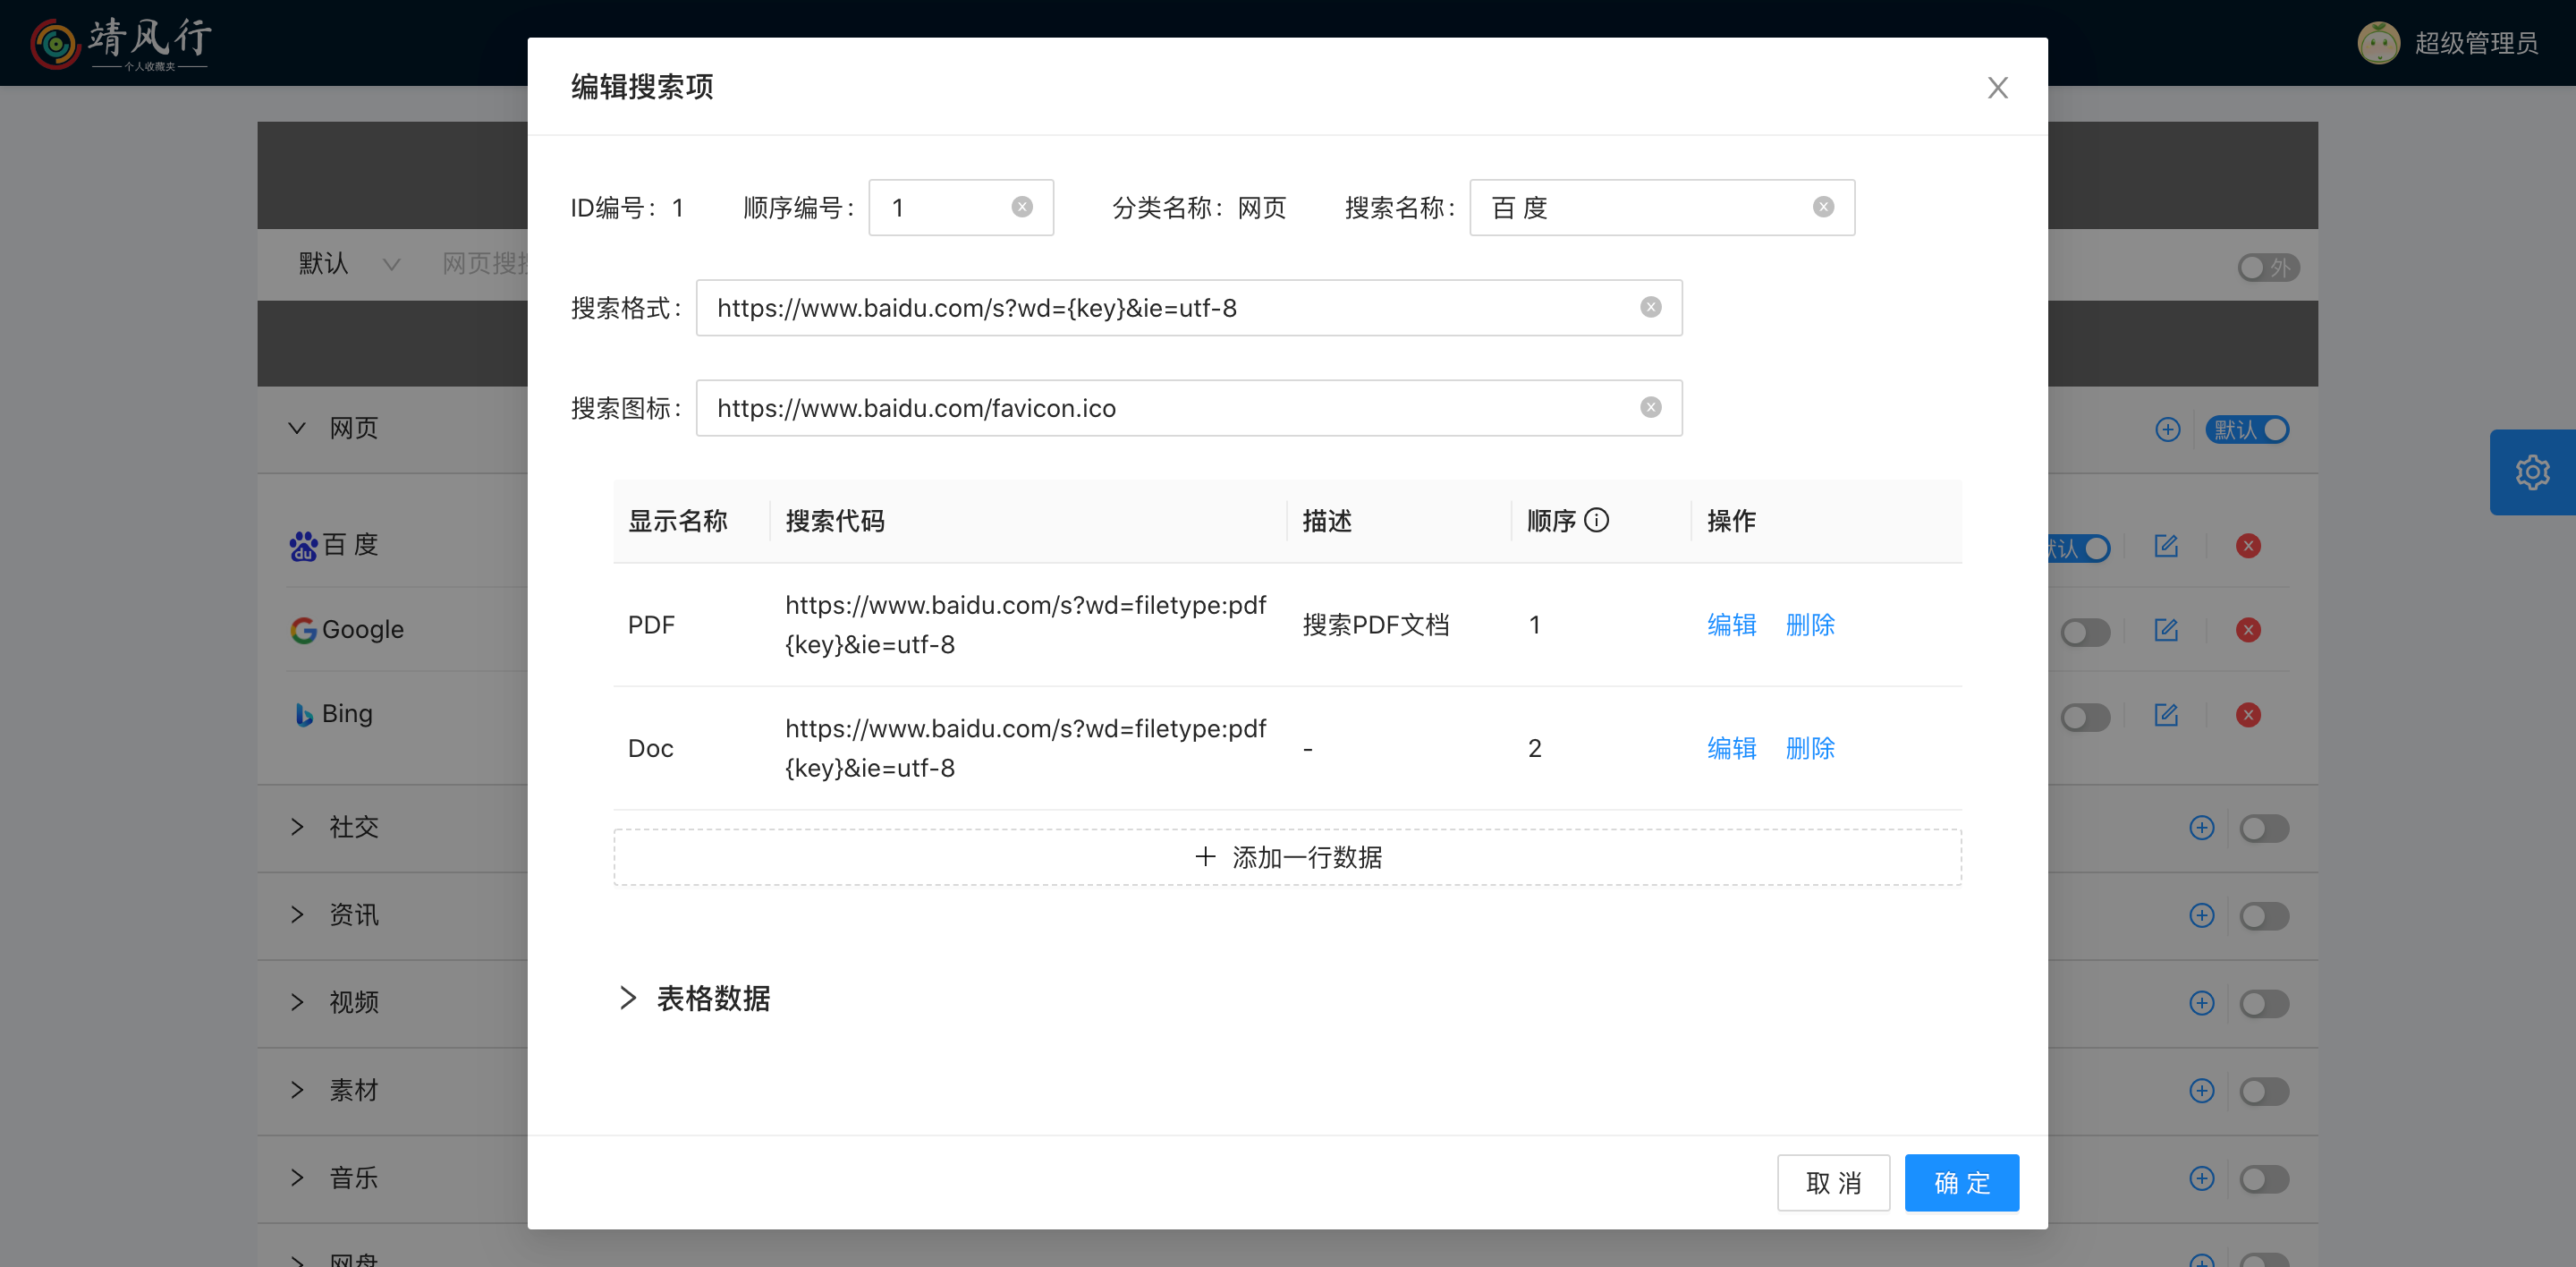 靖风行
个人收藏夹
超级管理员
编辑搜索项
ID编号: 1 顺序编号: 1 分类名称: 网页 搜索名称: 百 度
默认 网页搜
外
搜索格式: https://www.baidu.com/s?wd={key}&ie=utf-8
搜索图标: https://www.baidu.com/favicon.ico
网页
默认
显示名称 搜索代码 描述 顺序 操作
du 百 度
认
PDF https://www.baidu.com/s?wd=filetype:pdf
{key}&ie=utf-8 搜索PDF文档 1 编辑 删除
Google
Bing
Doc https://www.baidu.com/s?wd=filetype:pdf
{key}&ie=utf-8 - 2 编辑 删除
社交
添加一行数据
资讯
视频
表格数据
素材
音乐
取 消 确 定
网盘